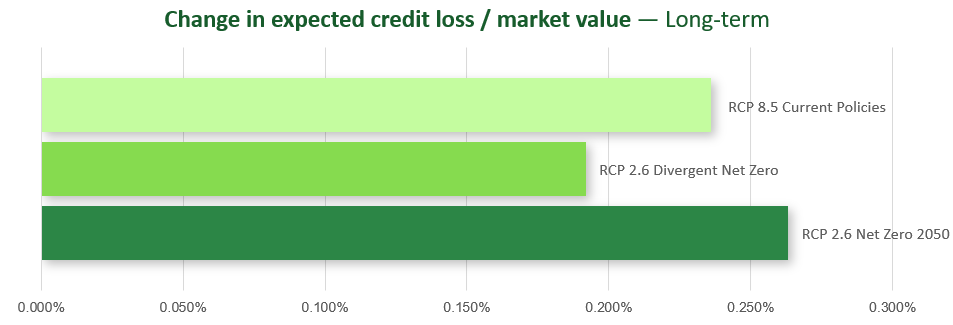 Change in expected credit loss / market value — Long-term
RCP 8.5 Current Policies
RCP 2.6 Divergent Net Zero
RCP 2.6 Net Zero 2050
0.000% 0.050% 0.100% 0.150% 0.200% 0.250% 0.300%